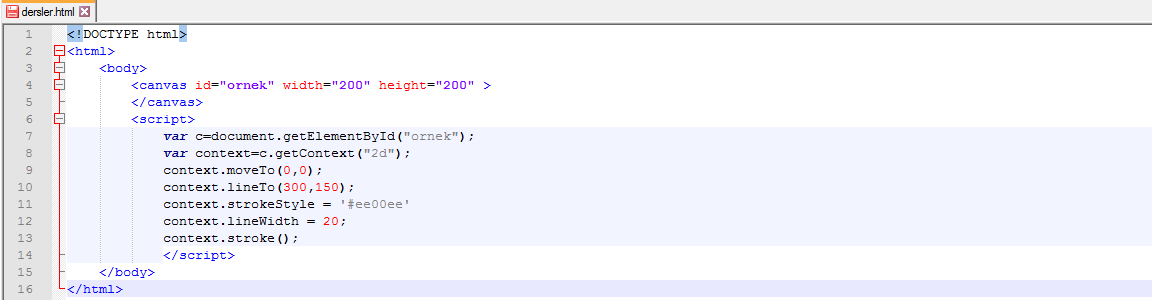 dersler.html
1 <!DOCTYPE html>
2 <html>
3 <body>
4 <canvas id="ornek" width="200" height="200" >
5 </canvas>
6 <script>
7 var c=document.getElementById("ornek");
8 var context=c.getContext("2d");
9 context.moveTo(0,0);
10 context.lineTo(300,150);
11 context.strokeStyle = '#ee00ee'
12 context.lineWidth = 20;
13 context.stroke();
14 </script>
15 </body>
16 </html>